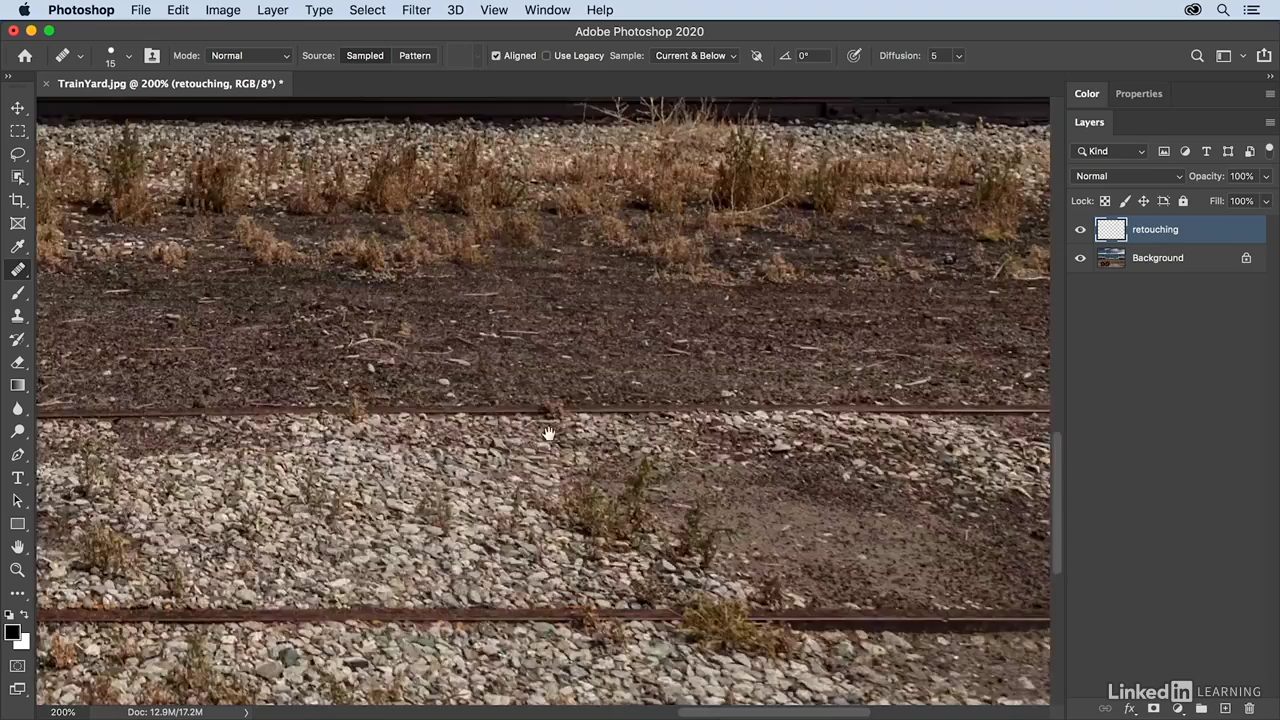 Photoshop File Edit Image Layer Type Select Filter 3D View Window Help
Adobe Photoshop 2020
15 Mode: Normal Source: Sampled Pattern Aligned Use Legacy Sample: Current & Below 0° Diffusion: 5
TrainYard.jpg @ 200% (retouching, RGB/8*) *
Color Properties
Layers
Kind
Normal Opacity: 100%
Lock: Fill: 100%
retouching
Background
LinkedIn LEARNING
200% Doc: 12.9M/17.2M